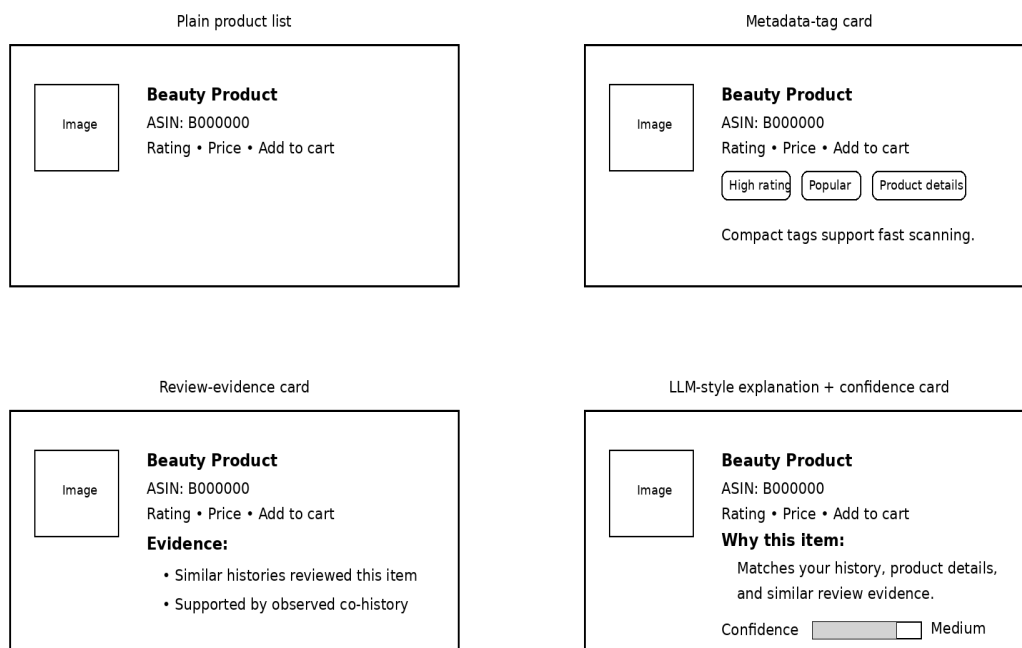 Plain product list
Image
Beauty Product
ASIN: B000000
Rating • Price • Add to cart
Metadata-tag card
Image
Beauty Product
ASIN: B000000
Rating • Price • Add to cart
High rating
Popular
Product details
Compact tags support fast scanning.
Review-evidence card
Image
Beauty Product
ASIN: B000000
Rating • Price • Add to cart
Evidence:
• Similar histories reviewed this item
• Supported by observed co-history
LLM-style explanation + confidence card
Image
Beauty Product
ASIN: B000000
Rating • Price • Add to cart
Why this item:
Matches your history, product details,
and similar review evidence.
Confidence Medium